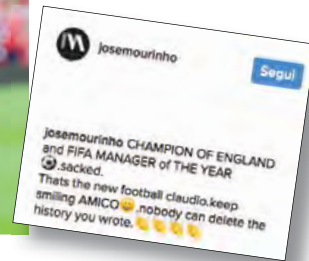 M
josemourinho
Segui
josemourinho CHAMPION OF ENGLAND
and FIFA MANAGER of THE YEAR
⚽.sacked.
Thats the new football claudio.keep
smiling AMICO😀.nobody can delete the
history you wrote. 👏👏👏👏